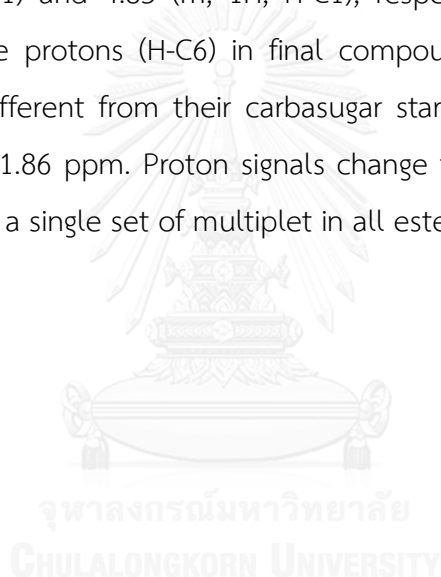 1) and 4.85 (m, 1H, H-C1), resp
e protons (H-C6) in final compou
fferent from their carbasugar star
1.86 ppm. Proton signals change
a single set of multiplet in all este
จุฬาลงกรณ์มหาวิทยาลัย
CHULALONGKORN UNIVERSITY